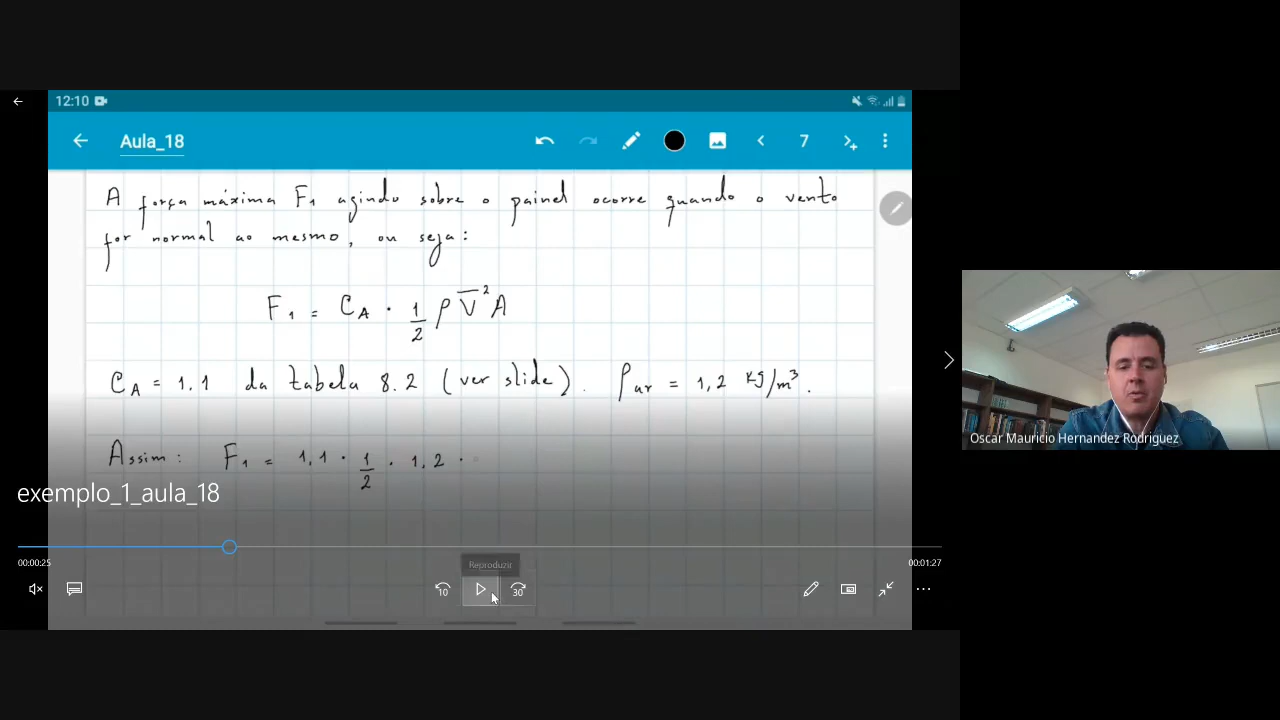 12:10
Aula_18
7
A força máxima F1 agindo sobre o painel ocorre quando o vento
for normal ao mesmo, ou seja:
F1 = CA · 1/2 ρ V̅² A
CA = 1,1 da tabela 8.2 (ver slide). ρar = 1,2 kg/m³.
Assim: F1 = 1,1 · 1/2 · 1,2 ·
exemplo_1_aula_18
Oscar Mauricio Hernandez Rodriguez
00:00:25
00:01:27
Reproduzir
10
30